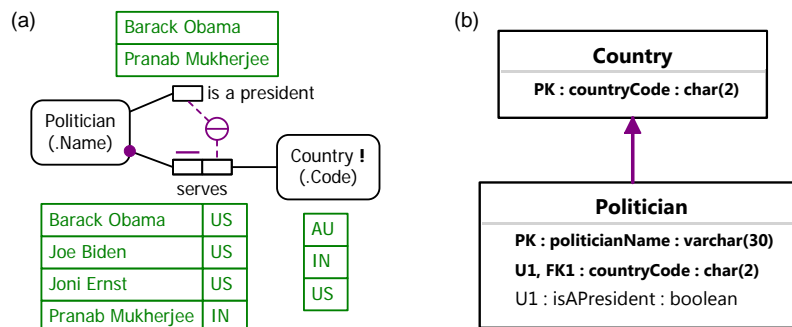 (a)
Barack Obama
Pranab Mukherjee
is a president
Politician
(.Name)
Country !
(.Code)
serves
Barack Obama US
Joe Biden US
Joni Ernst US
Pranab Mukherjee IN
AU
IN
US
(b)
Country
PK : countryCode : char(2)
Politician
PK : politicianName : varchar(30)
U1, FK1 : countryCode : char(2)
U1 : isAPresident : boolean